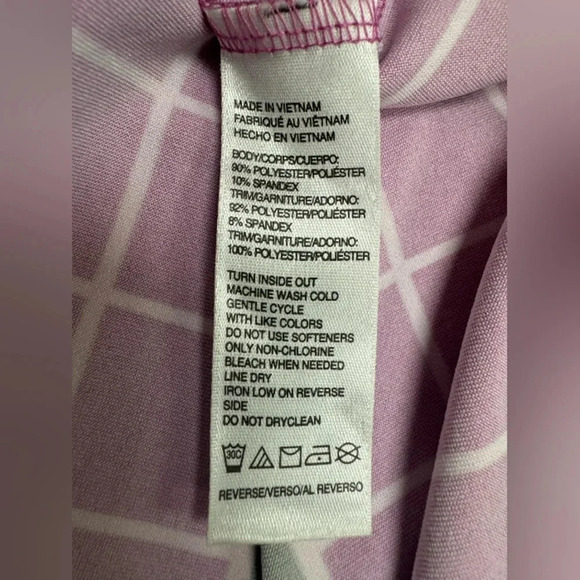 MADE IN VIETNAM
FABRIQUÉ AU VIÊTNAM
HECHO EN VIETNAM
BODY/CORPS/CUERPO:
90% POLYESTER/POLIÉSTER
10% SPANDEX
TRIM/GARNITURE/ADORNO:
92% POLYESTER/POLIÉSTER
8% SPANDEX
TRIM/GARNITURE/ADORNO:
100% POLYESTER/POLIÉSTER
TURN INSIDE OUT
MACHINE WASH COLD
GENTLE CYCLE
WITH LIKE COLORS
DO NOT USE SOFTENERS
ONLY NON-CHLORINE
BLEACH WHEN NEEDED
LINE DRY
IRON LOW ON REVERSE
SIDE
DO NOT DRYCLEAN
30C
REVERSE/VERSO/AL REVERSO